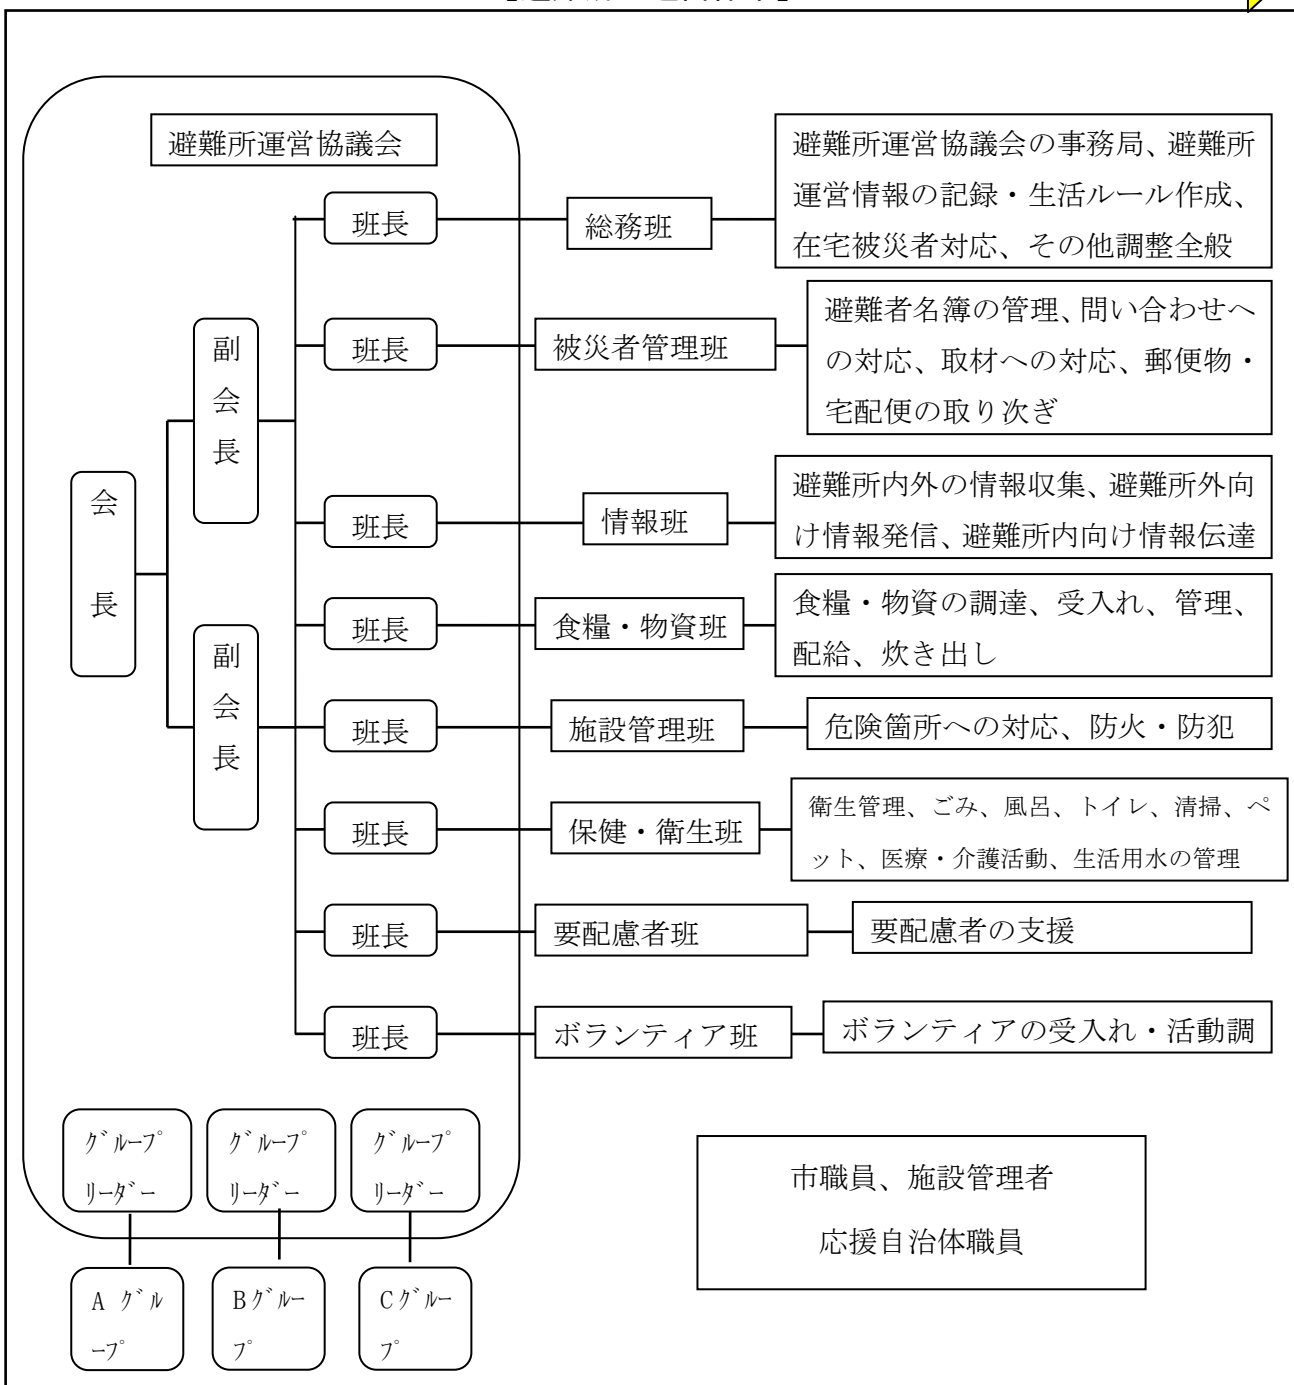 避難所運営協議会
班長
総務班
避難所運営協議会の事務局、避難所
運営情報の記録・生活ルール作成、
在宅被災者対応、その他調整全般
班長
被災者管理班
避難者名簿の管理、問い合わせへ
の対応、取材への対応、郵便物・
宅配便の取り次ぎ
副会長
班長
情報班
避難所内外の情報収集、避難所外向
け情報発信、避難所内向け情報伝達
会長
班長
食糧・物資班
食糧・物資の調達、受入れ、管理、
配給、炊き出し
副会長
班長
施設管理班
危険箇所への対応、防火・防犯
班長
保健・衛生班
衛生管理、ごみ、風呂、トイレ、清掃、ペ
ット、医療・介護活動、生活用水の管理
班長
要配慮者班
要配慮者の支援
班長
ボランティア班
ボランティアの受入れ・活動調
グループ
リーダー
グループ
リーダー
グループ
リーダー
A グル
ープ
Bグルー
プ
Cグルー
プ
市職員、施設管理者
応援自治体職員